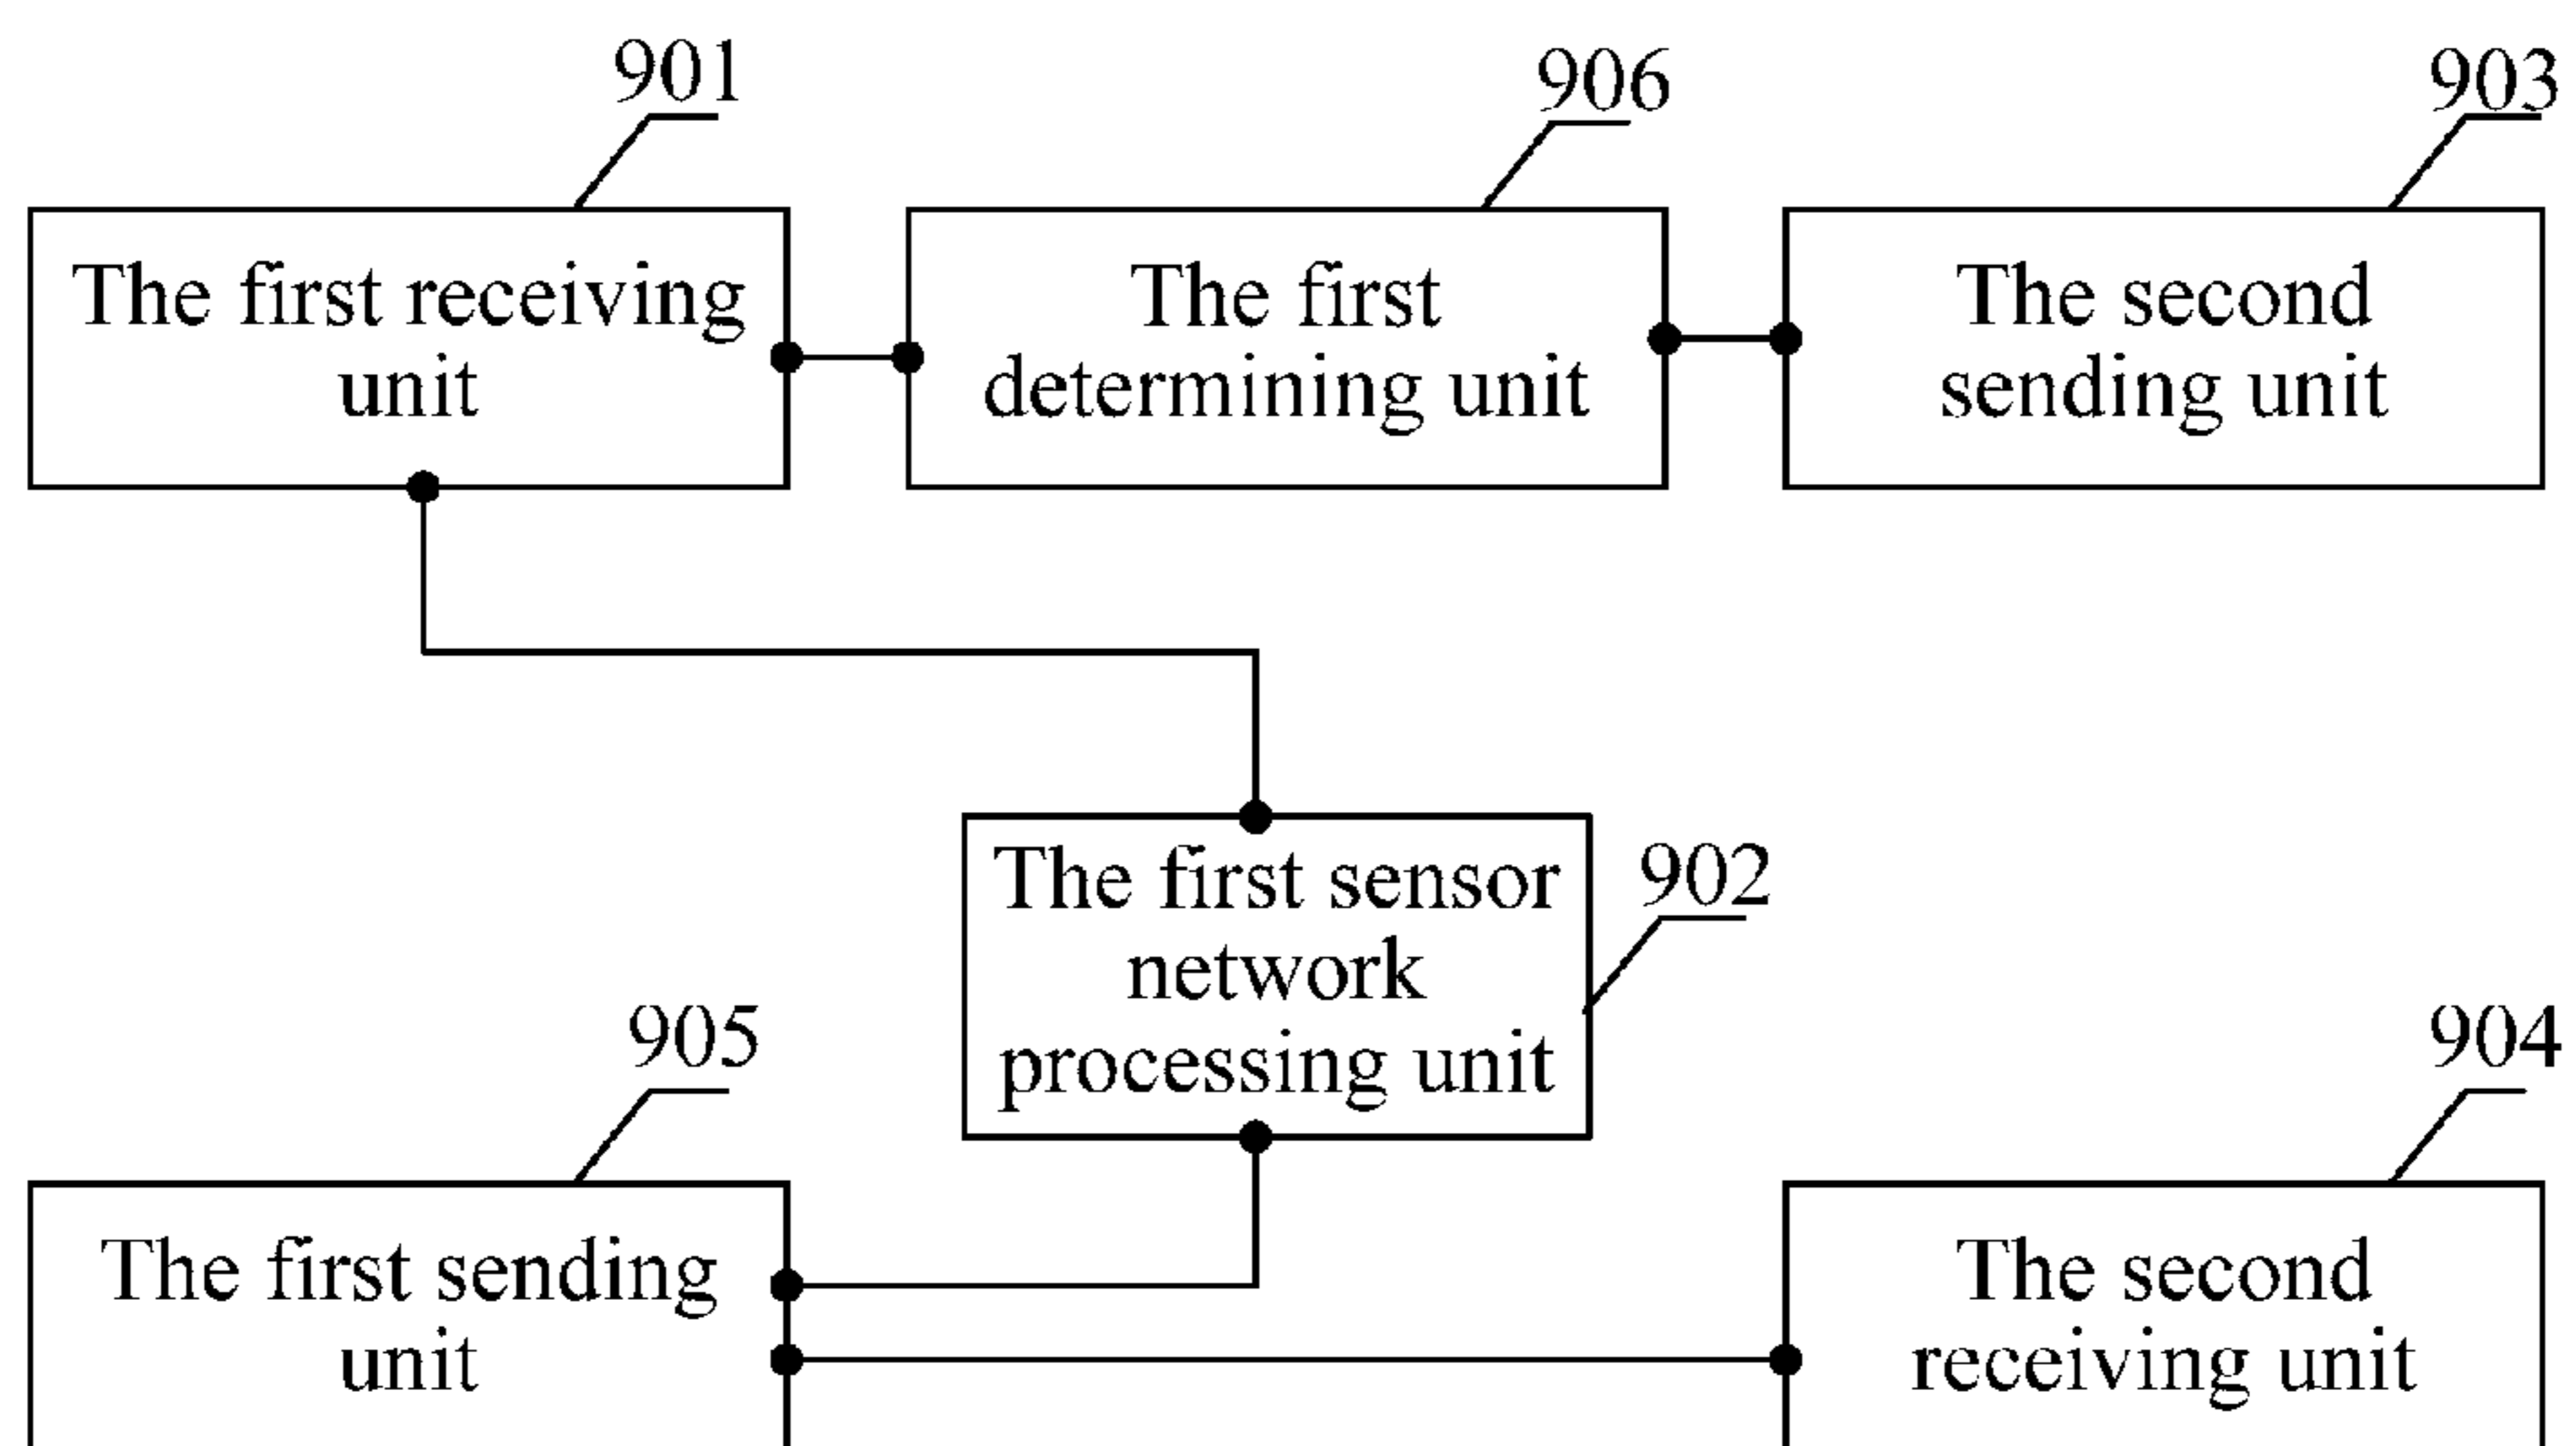 901
906
903
The first receiving
unit
The first
determining unit
The second
sending unit
The first sensor
network
processing unit
902
905
904
The first sending
unit
The second
receiving unit